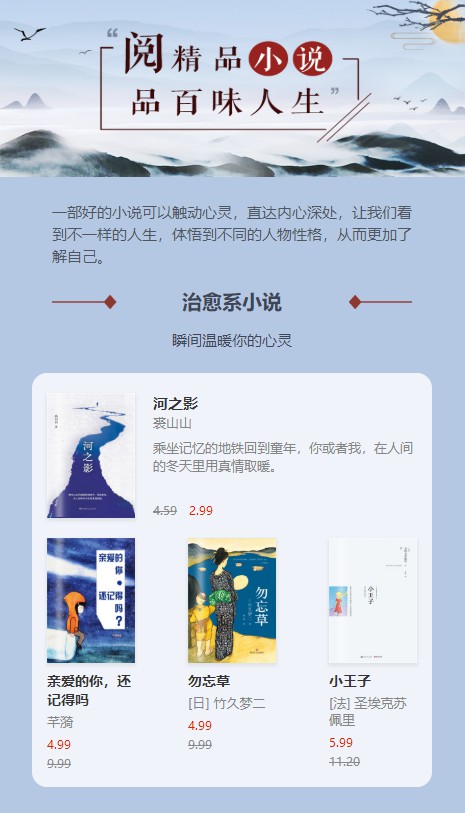 “阅精品小说
品百味人生”
一部好的小说可以触动心灵，直达内心深处，让我们看
到不一样的人生，体悟到不同的人物性格，从而更加了
解自己。
治愈系小说
瞬间温暖你的心灵
河之影
河之影
裘山山
乘坐记忆的地铁回到童年，你或者我，在人间
的冬天里用真情取暖。
4.59 2.99
亲爱的
你
·
还记得
吗？
勿忘草
小王子
亲爱的你，还
记得吗
芊漪
4.99
9.99
勿忘草
[日] 竹久梦二
4.99
9.99
小王子
[法] 圣埃克苏
佩里
5.99
11.20